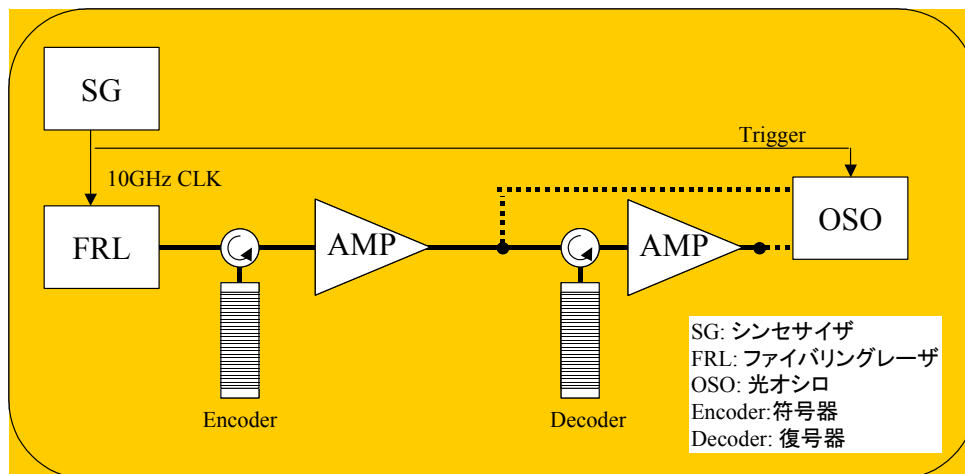 SG
Trigger
10GHz CLK
FRL
AMP
AMP
OSO
Encoder
Decoder
SG: シンセサイザ
FRL: ファイバリングレーザ
OSO: 光オシロ
Encoder:符号器
Decoder: 復号器